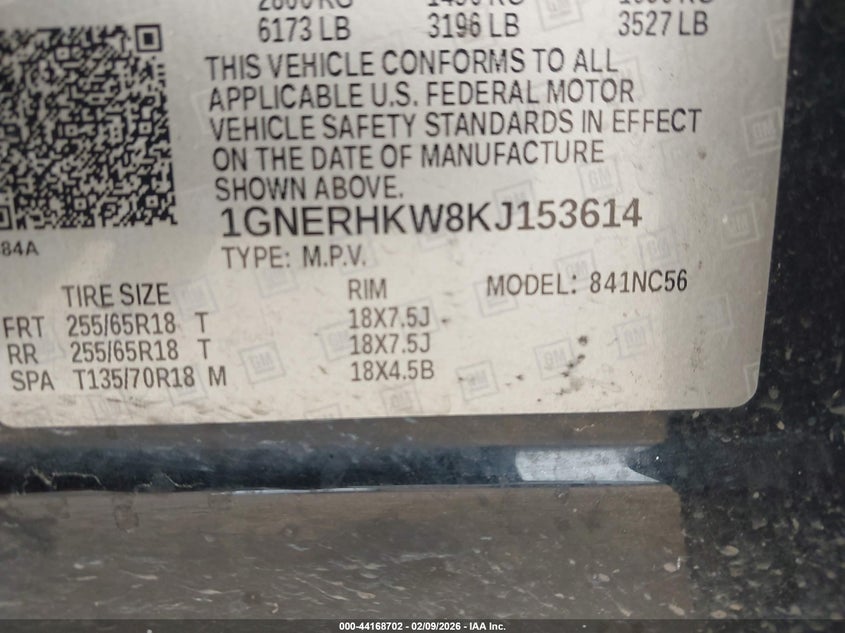 6173 LB 3196 LB 3527 LB
THIS VEHICLE CONFORMS TO ALL
APPLICABLE U.S. FEDERAL MOTOR
VEHICLE SAFETY STANDARDS IN EFFECT
ON THE DATE OF MANUFACTURE
SHOWN ABOVE.
84A
1GNERHKW8KJ153614
TYPE: M.P.V.
TIRE SIZE RIM MODEL: 841NC56
FRT 255/65R18 T 18X7.5J
RR 255/65R18 T 18X7.5J
SPA T135/70R18 M 18X4.5B
000-44168702 - 02/09/2026 - IAA Inc.